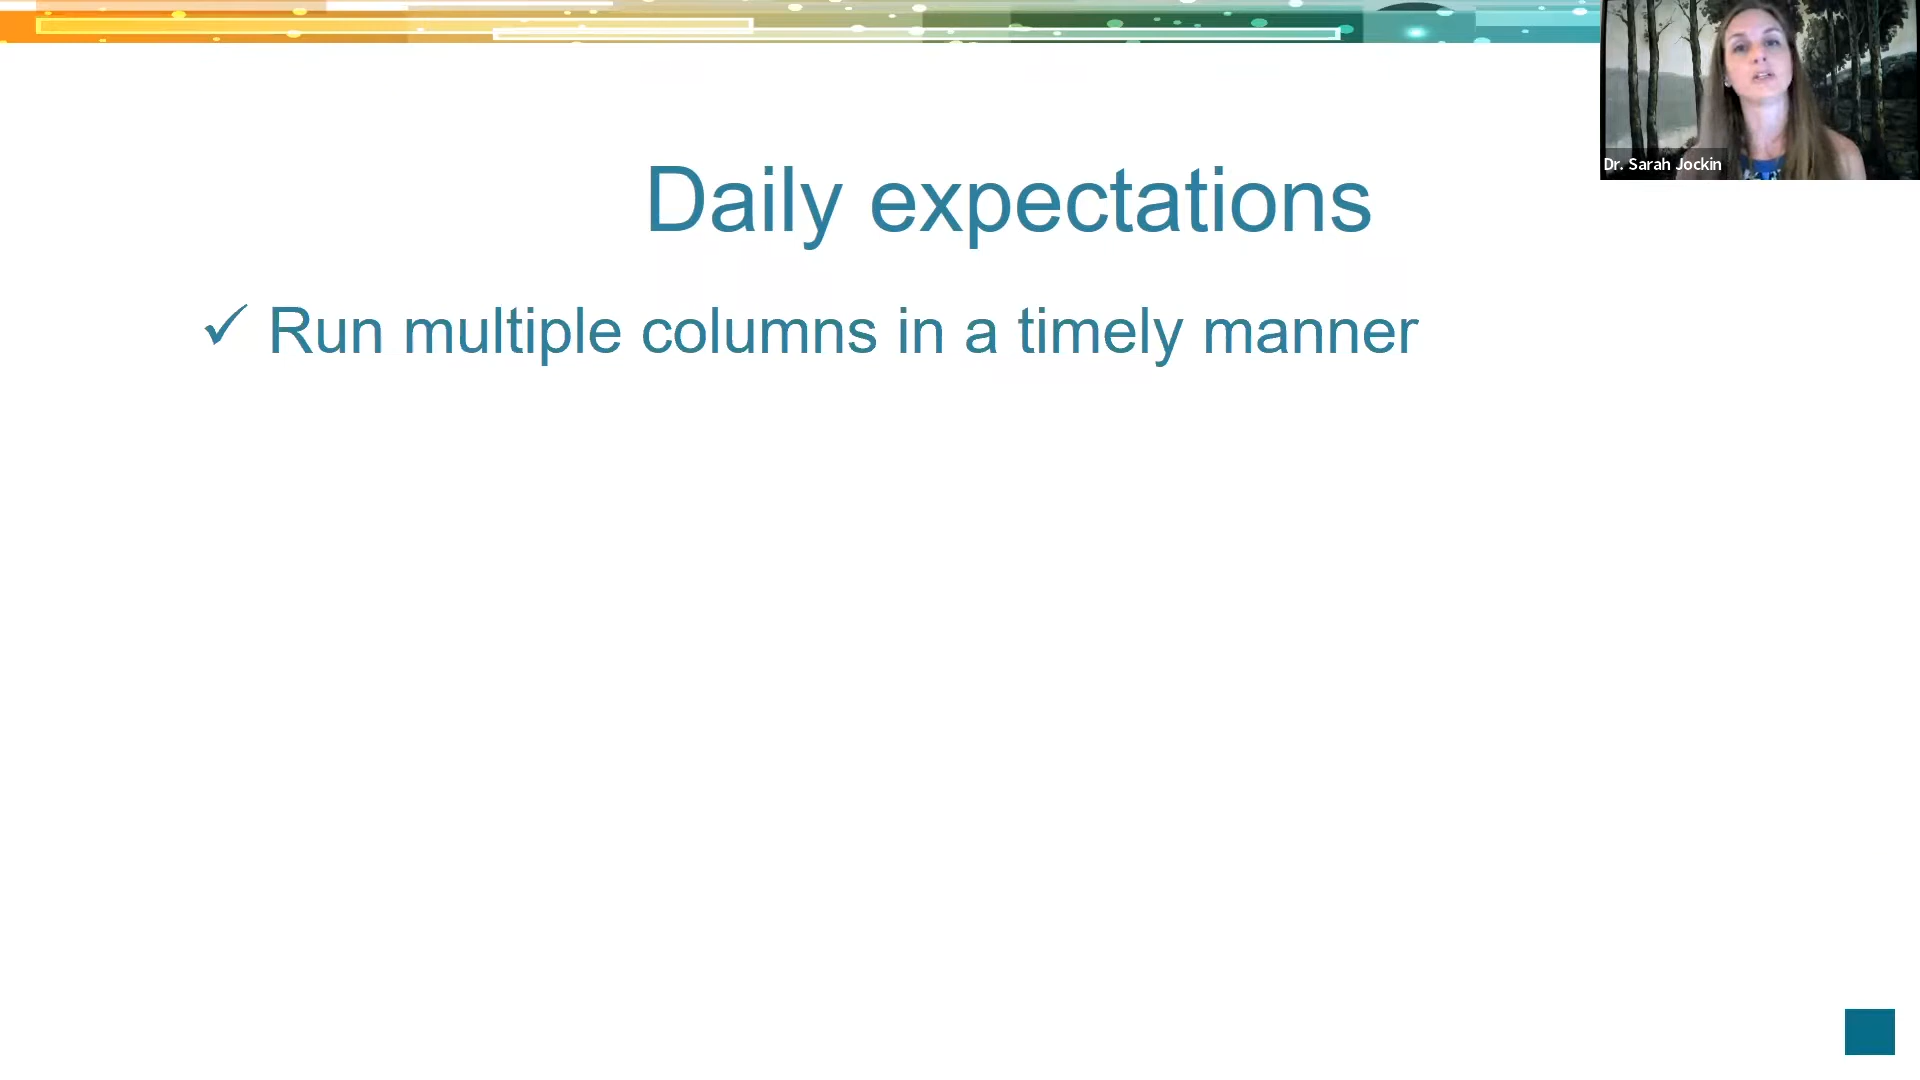 Dr. Sarah Jockin
Daily expectations
✓ Run multiple columns in a timely manner